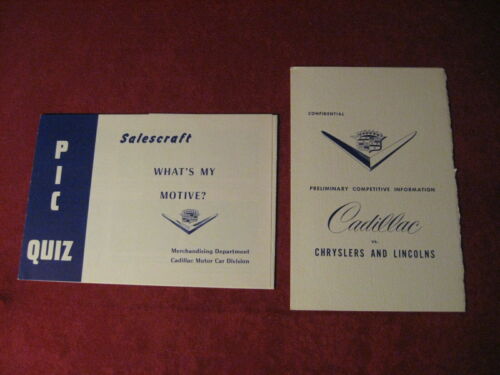 PIC
QUIZ
Salescraft
WHAT'S MY
MOTIVE?
Merchandising Department
Cadillac Motor Car Division
CONFIDENTIAL
PRELIMINARY COMPETITIVE INFORMATION
Cadillac
vs.
CHRYSLERS AND LINCOLNS